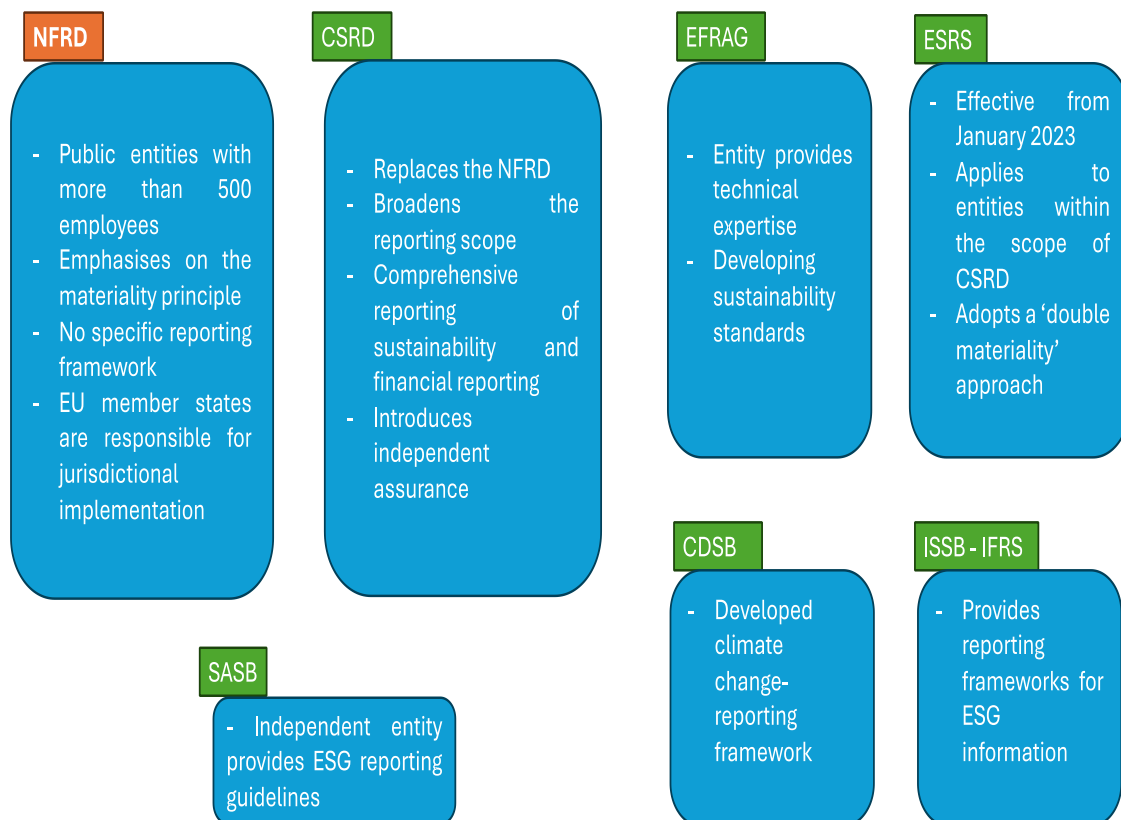 NFRD
- Public entities with
more than 500
employees
- Emphasises on the
materiality principle
- No specific reporting
framework
- EU member states
are responsible for
jurisdictional
implementation
CSRD
- Replaces the NFRD
- Broadens the
reporting scope
- Comprehensive
reporting of
sustainability and
financial reporting
- Introduces
independent
assurance
EFRAG
- Entity provides
technical
expertise
- Developing
sustainability
standards
ESRS
- Effective from
January 2023
- Applies to
entities within
the scope of
CSRD
- Adopts a ‘double
materiality’
approach
SASB
- Independent entity
provides ESG reporting
guidelines
CDSB
- Developed
climate
change-
reporting
framework
ISSB - IFRS
- Provides
reporting
frameworks for
ESG
information